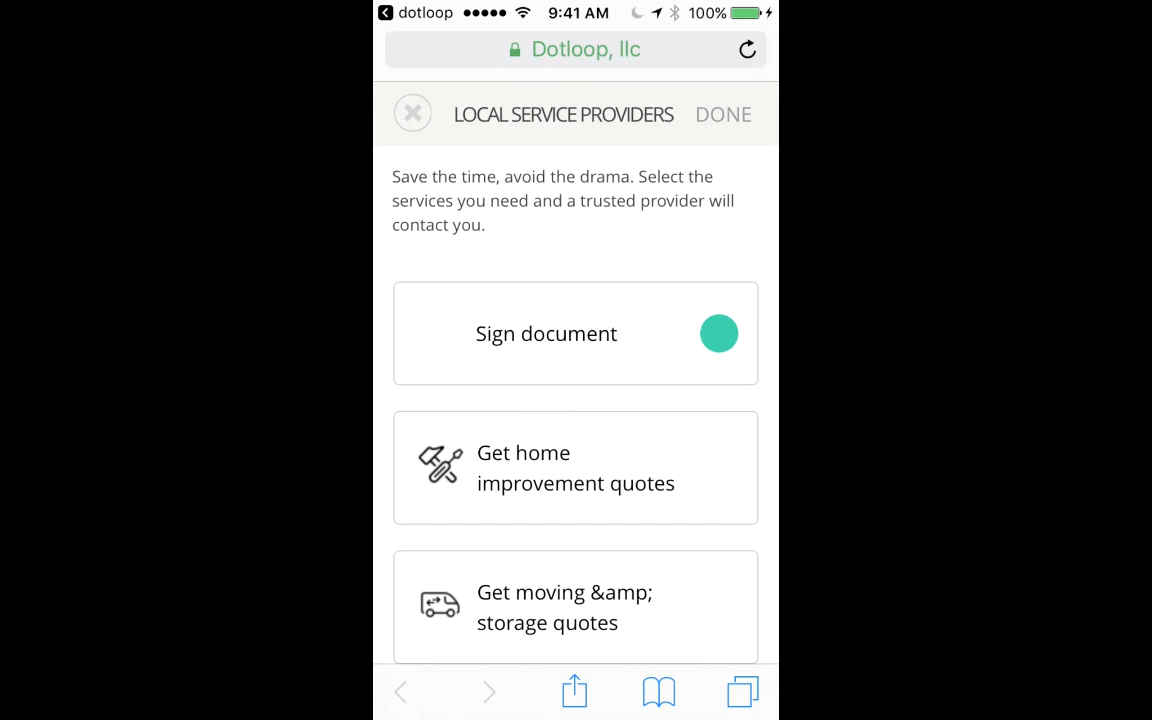 dotloop 9:41 AM 100%
Dotloop, llc
LOCAL SERVICE PROVIDERS DONE
Save the time, avoid the drama. Select the
services you need and a trusted provider will
contact you.
Sign document
Get home
improvement quotes
Get moving &amp;
storage quotes